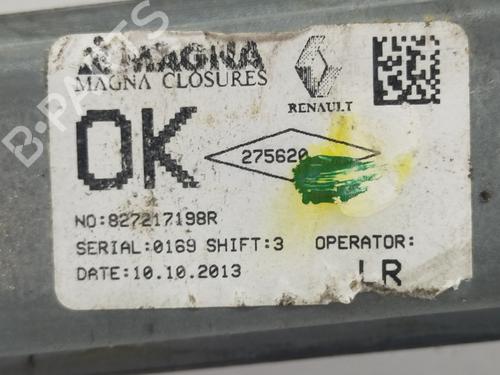 MAGNA
MAGNA CLOSURES
RENAULT
OK
275620
NO:827217198R
SERIAL:0169 SHIFT:3 OPERATOR:
DATE:10.10.2013 LR
B-PARTS